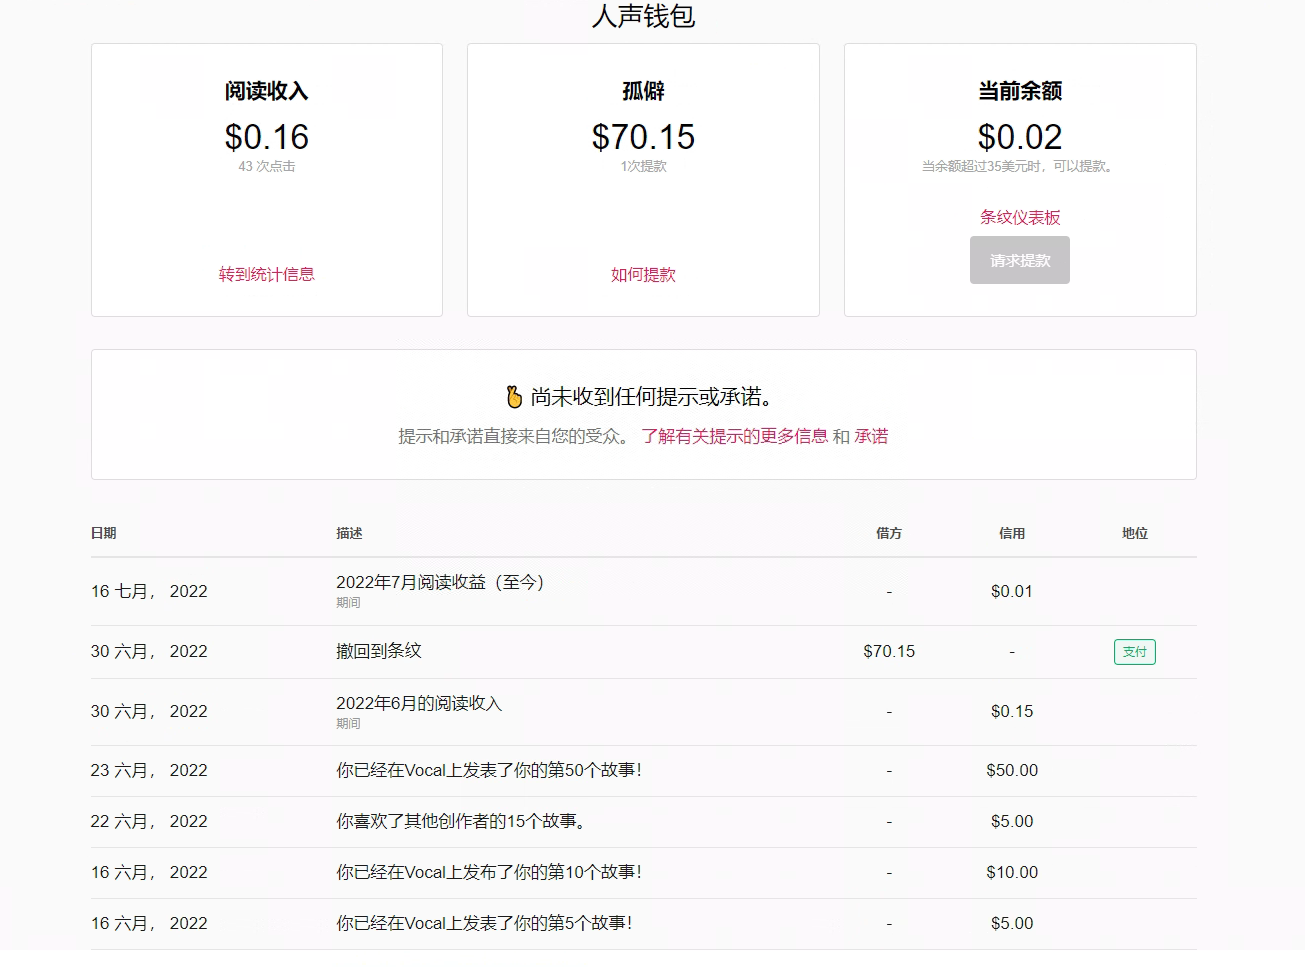 人声钱包
阅读收入
$0.16
43 次点击
转到统计信息
孤僻
$70.15
1次提款
如何提款
当前余额
$0.02
当余额超过35美元时，可以提款。
条纹仪表板
请求提款
尚未收到任何提示或承诺。
提示和承诺直接来自您的受众。 了解有关提示的更多信息 和 承诺
日期 描述 借方 信用 地位
16 七月， 2022 2022年7月阅读收益（至今） - $0.01
期间
30 六月， 2022 撤回到条纹 $70.15 - 支付
30 六月， 2022 2022年6月的阅读收入 - $0.15
期间
23 六月， 2022 你已经在Vocal上发表了你的第50个故事！ - $50.00
22 六月， 2022 你喜欢了其他创作者的15个故事。 - $5.00
16 六月， 2022 你已经在Vocal上发布了你的第10个故事！ - $10.00
16 六月， 2022 你已经在Vocal上发表了你的第5个故事！ - $5.00